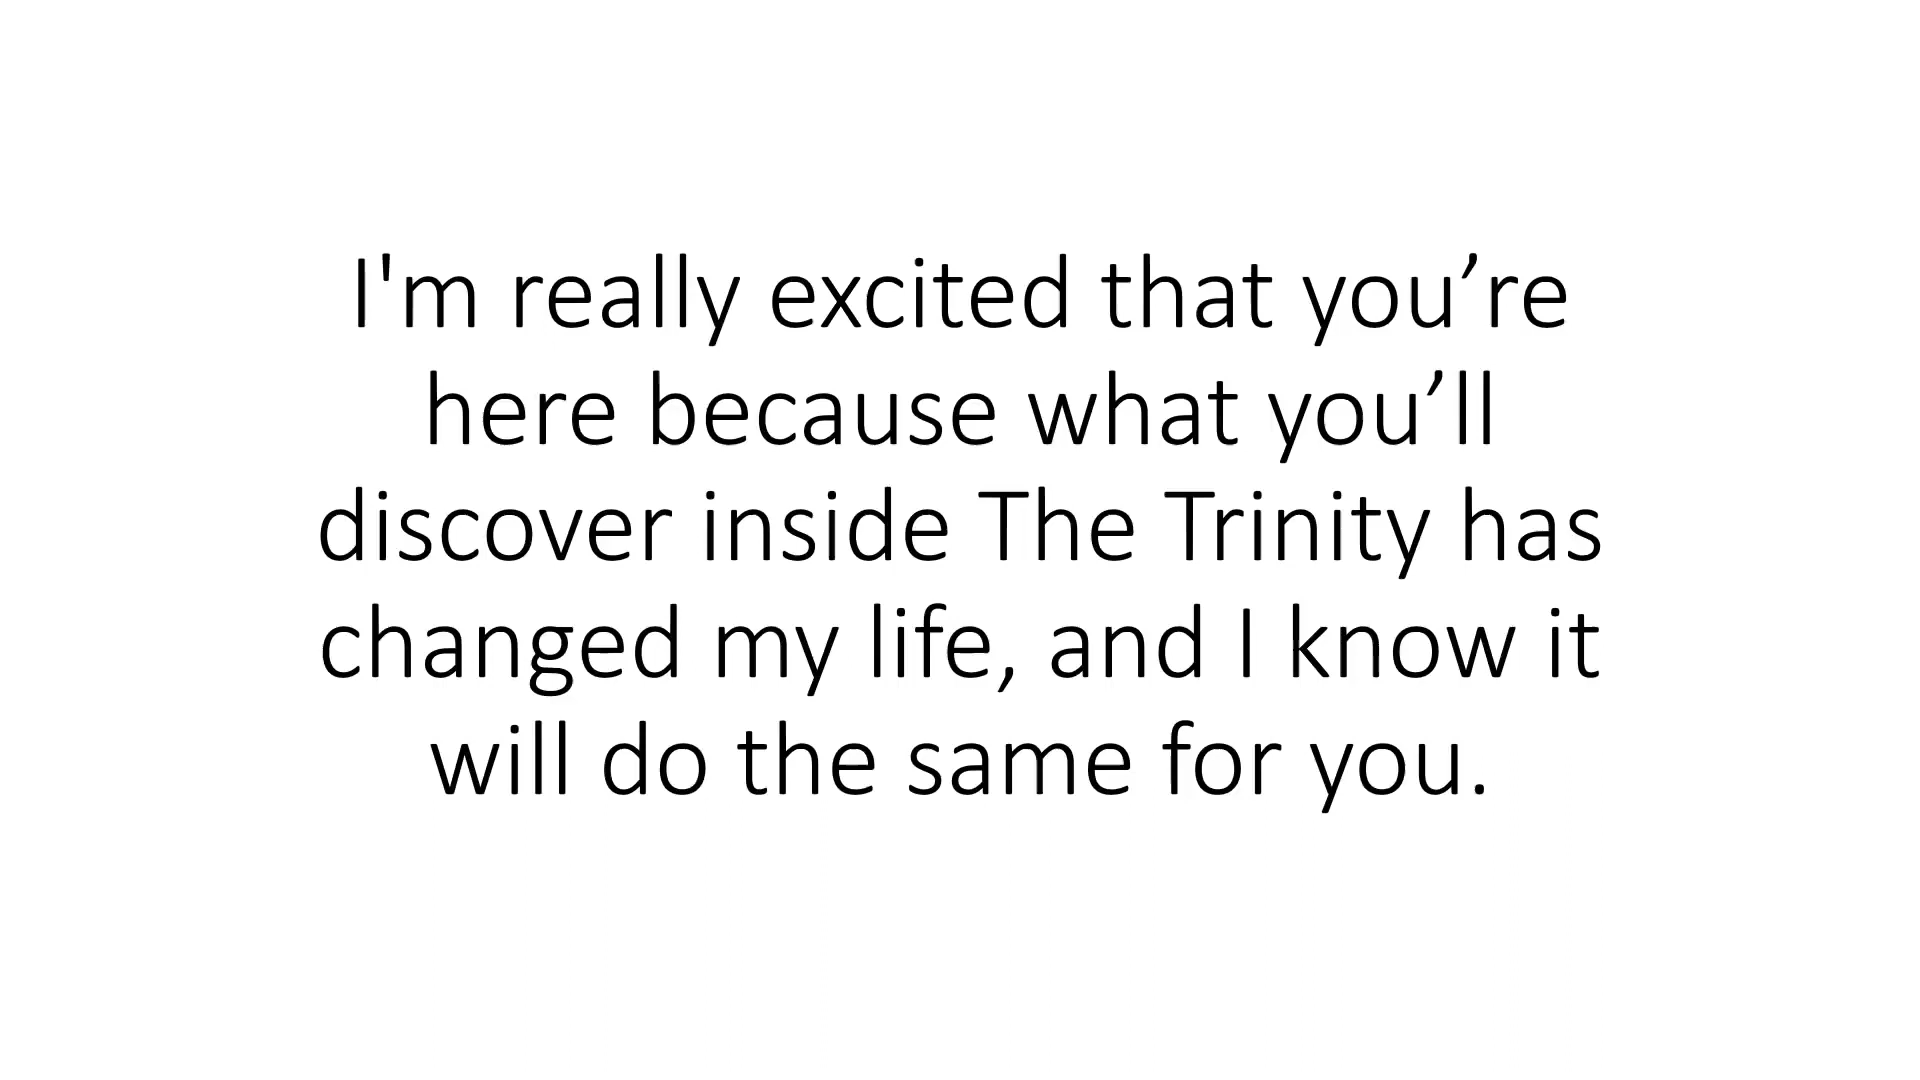 I'm really excited that you’re
here because what you’ll
discover inside The Trinity has
changed my life, and I know it
will do the same for you.